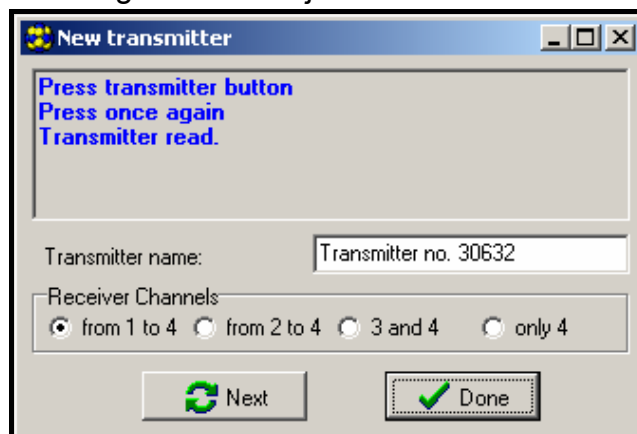 New transmitter
Press transmitter button
Press once again
Transmitter read.
Transmitter name: Transmitter no. 30632
Receiver Channels
from 1 to 4 from 2 to 4 3 and 4 only 4
Next Done